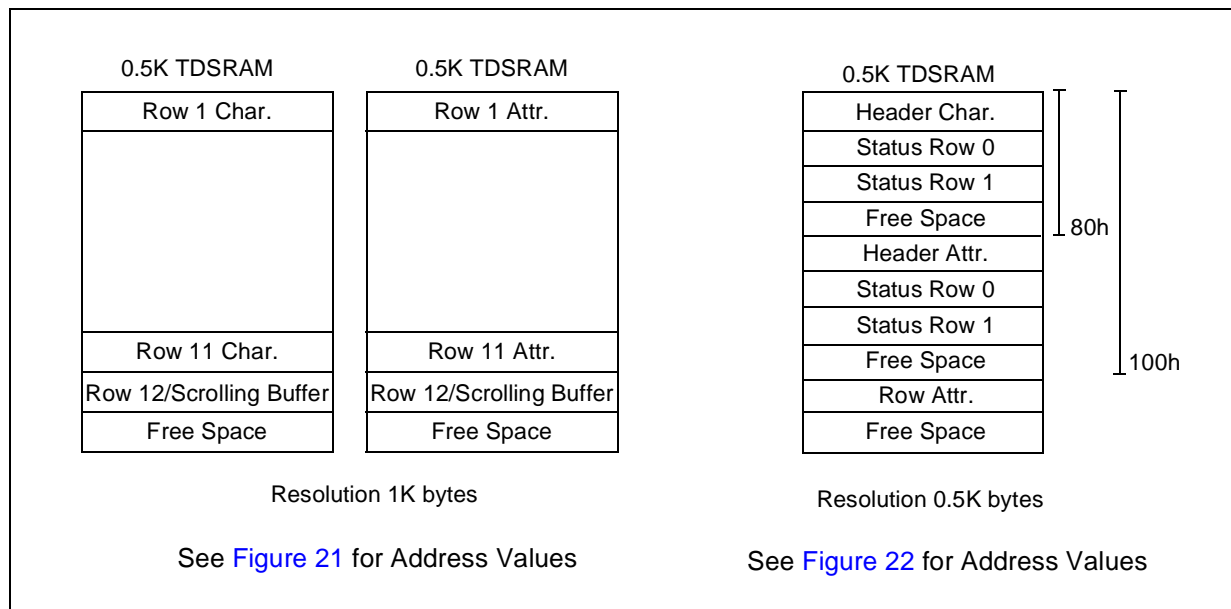 0.5K TDSRAM
Row 1 Char.
Row 11 Char.
Row 12/Scrolling Buffer
Free Space
0.5K TDSRAM
Row 1 Attr.
Row 11 Attr.
Row 12/Scrolling Buffer
Free Space
Resolution 1K bytes
See Figure 21 for Address Values
0.5K TDSRAM
Header Char.
Status Row 0
Status Row 1
Free Space
Header Attr.
Status Row 0
Status Row 1
Free Space
Row Attr.
Free Space
80h
100h
Resolution 0.5K bytes
See Figure 22 for Address Values